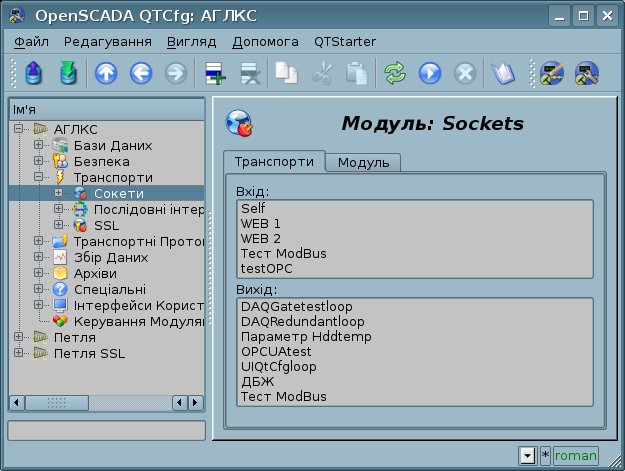 OpenSCADA QTCfg: АГЛКС
Файл Редагування Вигляд Допомога QTStarter
Ім'я
АГЛКС
Бази Даних
Безпека
Транспорти
Сокети
Послідовні інтер
SSL
Транспортні Прото
Збір Даних
Архіви
Спеціальні
Інтерфейси Корист
Керування Модуля
Петля
Петля SSL
Модуль: Sockets
Транспорти Модуль
Вхід:
Self
WEB 1
WEB 2
Тест ModBus
testOPC
Вихід:
DAQGatetestloop
DAQRedundantloop
Параметр Hddtemp
OPCUAtest
UIQtCfgloop
ДБЖ
Тест ModBus
* roman